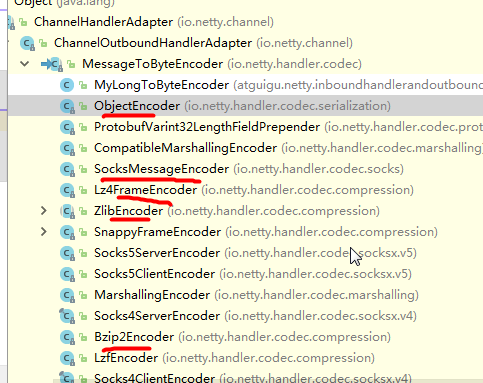 Object (java.lang)
ChannelHandlerAdapter (io.netty.channel)
ChannelOutboundHandlerAdapter (io.netty.channel)
MessageToByteEncoder (io.netty.handler.codec)
MyLongToByteEncoder (atguigu.netty.inboundhandlerandoutbound
ObjectEncoder (io.netty.handler.codec.serialization)
ProtobufVarint32LengthFieldPrepender (io.netty.handler.codec.prot
CompatibleMarshallingEncoder (io.netty.handler.codec.marshalling)
SocksMessageEncoder (io.netty.handler.codec.socks)
Lz4FrameEncoder (io.netty.handler.codec.compression)
ZlibEncoder (io.netty.handler.codec.compression)
SnappyFrameEncoder (io.netty.handler.codec.compression)
Socks5ServerEncoder (io.netty.handler.codec.socksx.v5)
Socks5ClientEncoder (io.netty.handler.codec.socksx.v5)
MarshallingEncoder (io.netty.handler.codec.marshalling)
Socks4ServerEncoder (io.netty.handler.codec.socksx.v4)
Bzip2Encoder (io.netty.handler.codec.compression)
LzfEncoder (io.netty.handler.codec.compression)
Socks4ClientEncoder (io.netty.handler.codec.socksx.v4)